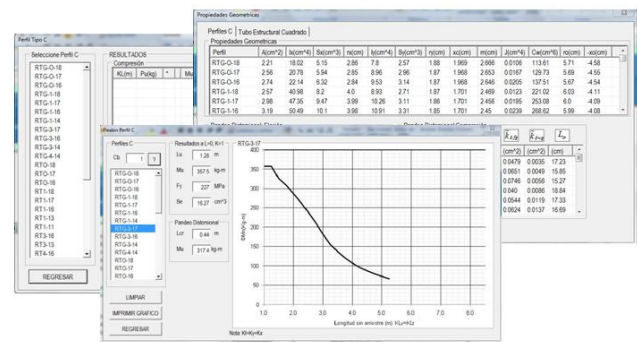 Propiedades Geometricas
Perfiles C | Tubo Estructural Cuadrado
Propiedades Geometricas
Perfil A(cm^2) Ix(cm^4) Sx(cm^3) rx(cm) Iy(cm^4) Sy(cm^3) ry(cm) xc(cm) m(cm) J(cm^4) Cw(cm^6) ro(cm) -xo(cm)
RTG-O-18 2.21 18.02 5.15 2.86 7.8 2.57 1.88 1.969 2.666 0.0109 113.61 5.71 -4.58
RTG-O-17 2.56 20.78 5.94 2.85 8.96 2.96 1.87 1.968 2.653 0.0167 129.73 5.69 -4.55
RTG-O-16 2.74 22.14 6.32 2.84 9.53 3.14 1.87 1.968 2.646 0.0205 137.51 5.67 -4.54
RTG-1-18 2.57 40.98 8.2 4.0 8.93 2.71 1.87 1.701 2.469 0.0123 221.02 6.03 -4.11
RTG-1-17 2.98 47.35 9.47 3.99 10.26 3.11 1.86 1.701 2.456 0.0195 253.08 6.0 -4.09
RTG-1-16 3.19 50.49 10.1 3.98 10.91 3.31 1.85 1.701 2.45 0.0239 268.62 5.99 -4.08
(cm^2) (cm^2) (cm)
0.0479 0.0035 17.23
0.0651 0.0049 15.85
0.0746 0.0056 15.27
0.040 0.0086 18.84
0.0544 0.0119 17.33
0.0624 0.0137 16.69
Perfil Tipo C
Seleccione Perfil C
RTG-O-18
RTG-O-17
RTG-O-16
RTG-1-18
RTG-1-17
RTG-1-16
RTG-1-14
RTG-3-17
RTG-3-16
RTG-3-14
RTG-4-14
RTO-18
RTO-17
RTO-16
RT1-18
RT1-17
RT1-16
RT1-13
RT1-11
RT3-16
RT3-13
RT4-16
REGRESAR
RESULTADOS
Compresión
KL(m) Pu(kg) Mu
Flexion Perfil C
Perfiles C
Cb 1 ?
RTG-O-18
RTG-O-17
RTG-O-16
RTG-1-18
RTG-1-17
RTG-1-16
RTG-1-14
RTG-3-17
RTG-3-16
RTG-3-14
RTG-4-14
RTO-18
RTO-17
RTO-16
LIMPIAR
IMPRIMIR GRAFICO
REGRESAR
Resultados a L>0, K=1
Lu 1.28 m
Mu 357.5 kg-m
Fy 227 MPa
Se 16.27 cm^3
Pandeo Distorsional
Lcr 0.44 m
Mu 317.4 kg-m
RTG-3-17
400
350
300
250
200
150
100
50
0
1.0 2.0 3.0 4.0 5.0 6.0 7.0 8.0
Longitud sin arriostre (m) KLy=KLz
Nota: Kt=Ky=Kx